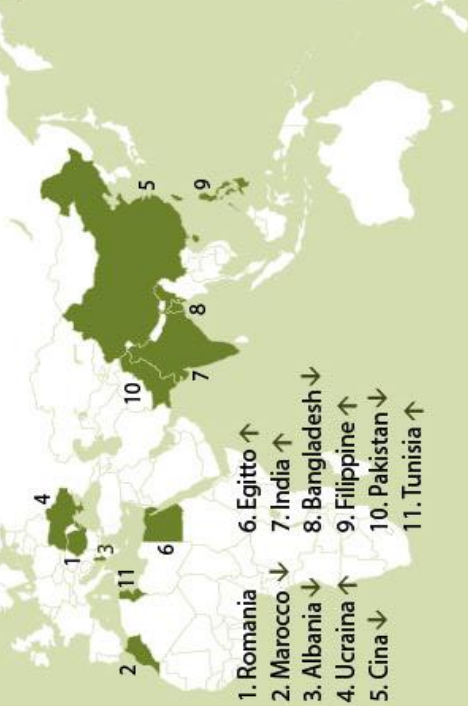 4
1
3
11
2
6
10
7
8
5
9
1. Romania
2. Marocco ↓
3. Albania ↓
4. Ucraina ↑
5. Cina ↓
6. Egitto ↑
7. India ↑
8. Bangladesh ↓
9. Filippine ↑
10. Pakistan ↓
11. Tunisia ↑